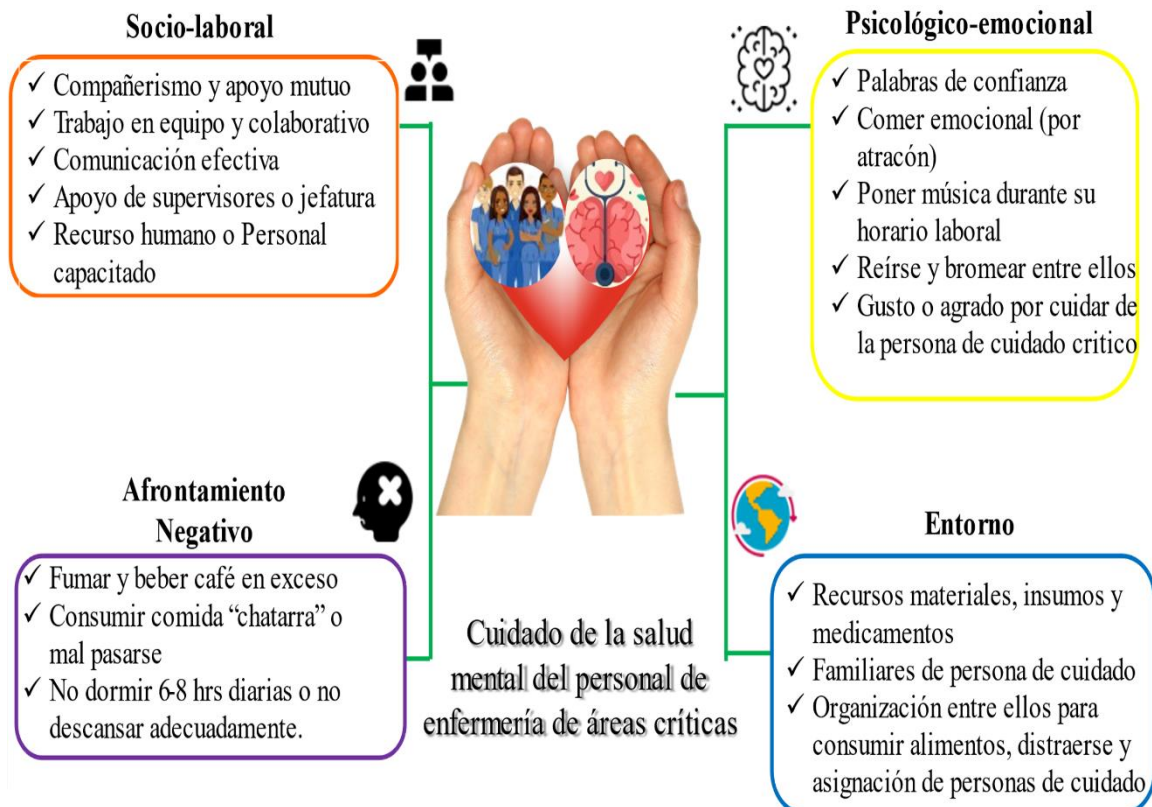 Socio-laboral
✓ Compañerismo y apoyo mutuo
✓ Trabajo en equipo y colaborativo
✓ Comunicación efectiva
✓ Apoyo de supervisores o jefatura
✓ Recurso humano o Personal
capacitado
Psicológico-emocional
✓ Palabras de confianza
✓ Comer emocional (por
atracón)
✓ Poner música durante su
horario laboral
✓ Reírse y bromear entre ellos
✓ Gusto o agrado por cuidar de
la persona de cuidado critico
Afrontamiento
Negativo
✓ Fumar y beber café en exceso
✓ Consumir comida “chatarra” o
mal pasarse
✓ No dormir 6-8 hrs diarias o no
descansar adecuadamente.
Cuidado de la salud
mental del personal de
enfermería de áreas críticas
Entorno
✓ Recursos materiales, insumos y
medicamentos
✓ Familiares de persona de cuidado
✓ Organización entre ellos para
consumir alimentos, distraerse y
asignación de personas de cuidado